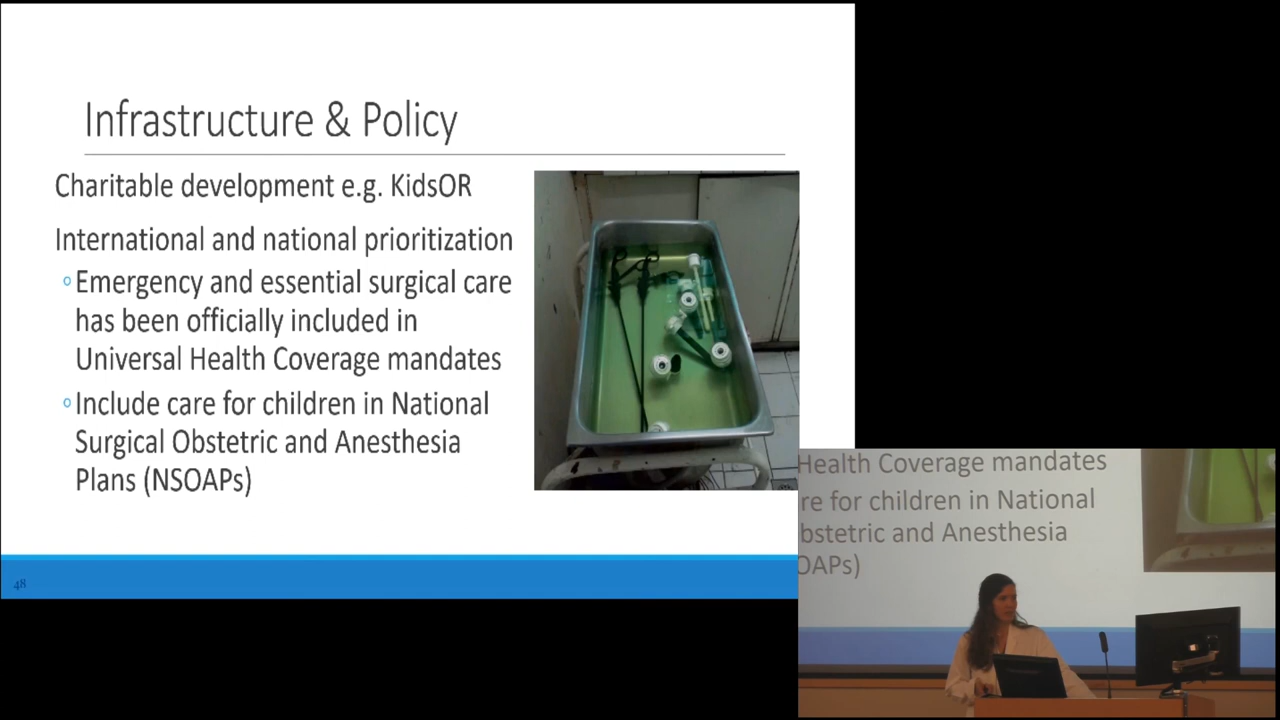 Infrastructure & Policy
Charitable development e.g. KidsOR
International and national prioritization
Emergency and essential surgical care
has been officially included in
Universal Health Coverage mandates
Include care for children in National
Surgical Obstetric and Anesthesia
Plans (NSOAPs)
48
Health Coverage mandates
re for children in National
bstetric and Anesthesia
OAPs)